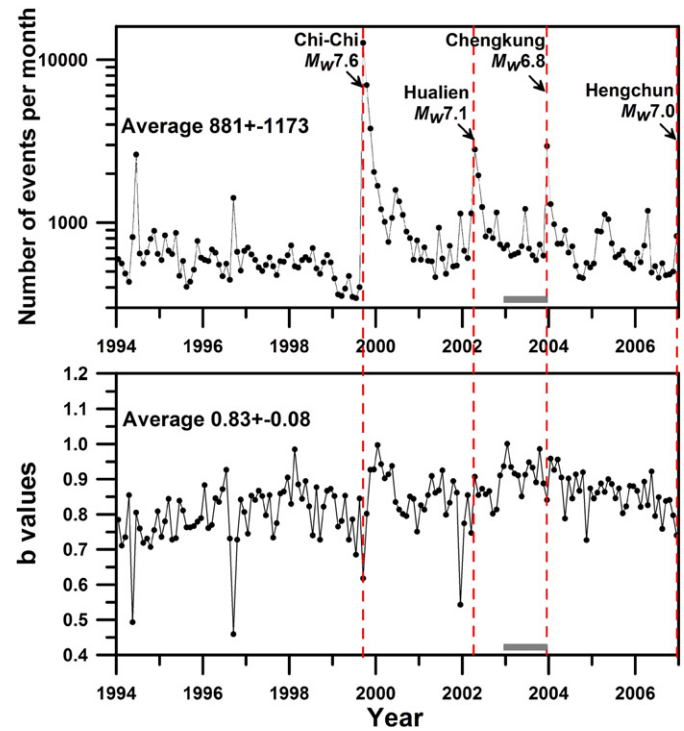 Number of events per month
10000
1000
Chi-Chi
MW7.6
Chengkung
MW6.8
Hualien
MW7.1
Hengchun
MW7.0
Average 881+-1173
1994 1996 1998 2000 2002 2004 2006
b values
1.2
1.1
1.0
0.9
0.8
0.7
0.6
0.5
0.4
Average 0.83+-0.08
1994 1996 1998 2000 2002 2004 2006
Year